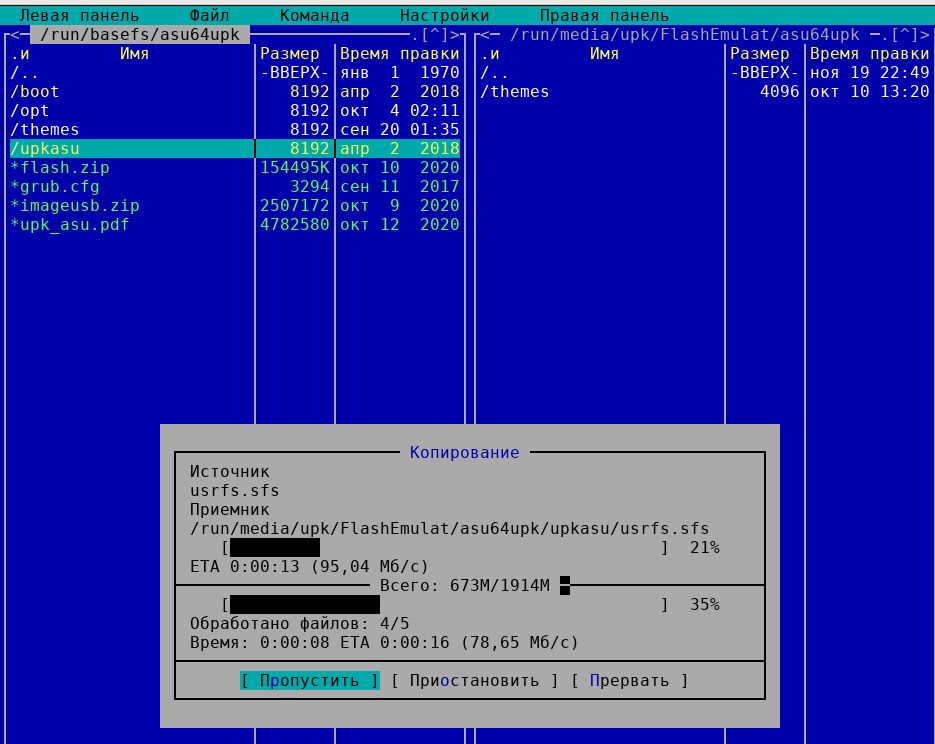 Левая панель Файл Команда Настройки Правая панель
<─ /run/basefs/asu64upk ─.[^]> <─ /run/media/upk/FlashEmulat/asu64upk ─.[^]>
.и Имя Размер Время правки .и Имя Размер Время правки
/.. -ВВЕРХ- янв 1 1970 /.. -ВВЕРХ- ноя 19 22:49
/boot 8192 апр 2 2018 /themes 4096 окт 10 13:20
/opt 8192 окт 4 02:11
/themes 8192 сен 20 01:35
/upkasu 8192 апр 2 2018
*flash.zip 154495K окт 10 2020
*grub.cfg 3294 сен 11 2017
*imageusb.zip 2507172 окт 9 2020
*upk_asu.pdf 4782580 окт 12 2020
Копирование
Источник
usrfs.sfs
Приемник
/run/media/upk/FlashEmulat/asu64upk/upkasu/usrfs.sfs
[ ] 21%
ETA 0:00:13 (95,04 Мб/с)
Всего: 673M/1914M
[ ] 35%
Обработано файлов: 4/5
Время: 0:00:08 ETA 0:00:16 (78,65 Мб/с)
[ Пропустить ] [ Приостановить ] [ Прервать ]